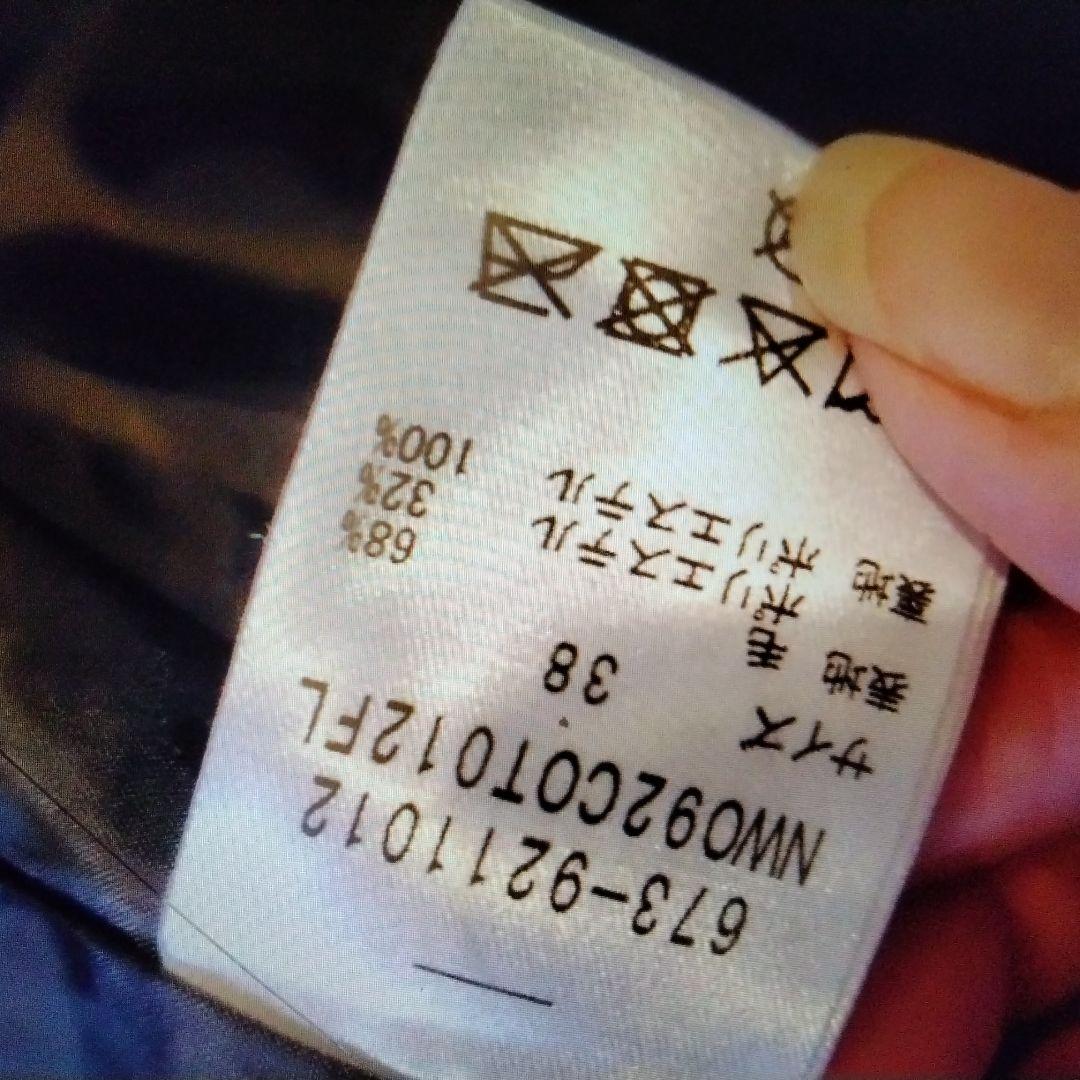 673-9211012
NW092COT012FL
サイズ 38
表地 毛 68%
ポリエステル 32%
裏地 ポリエステル 100%